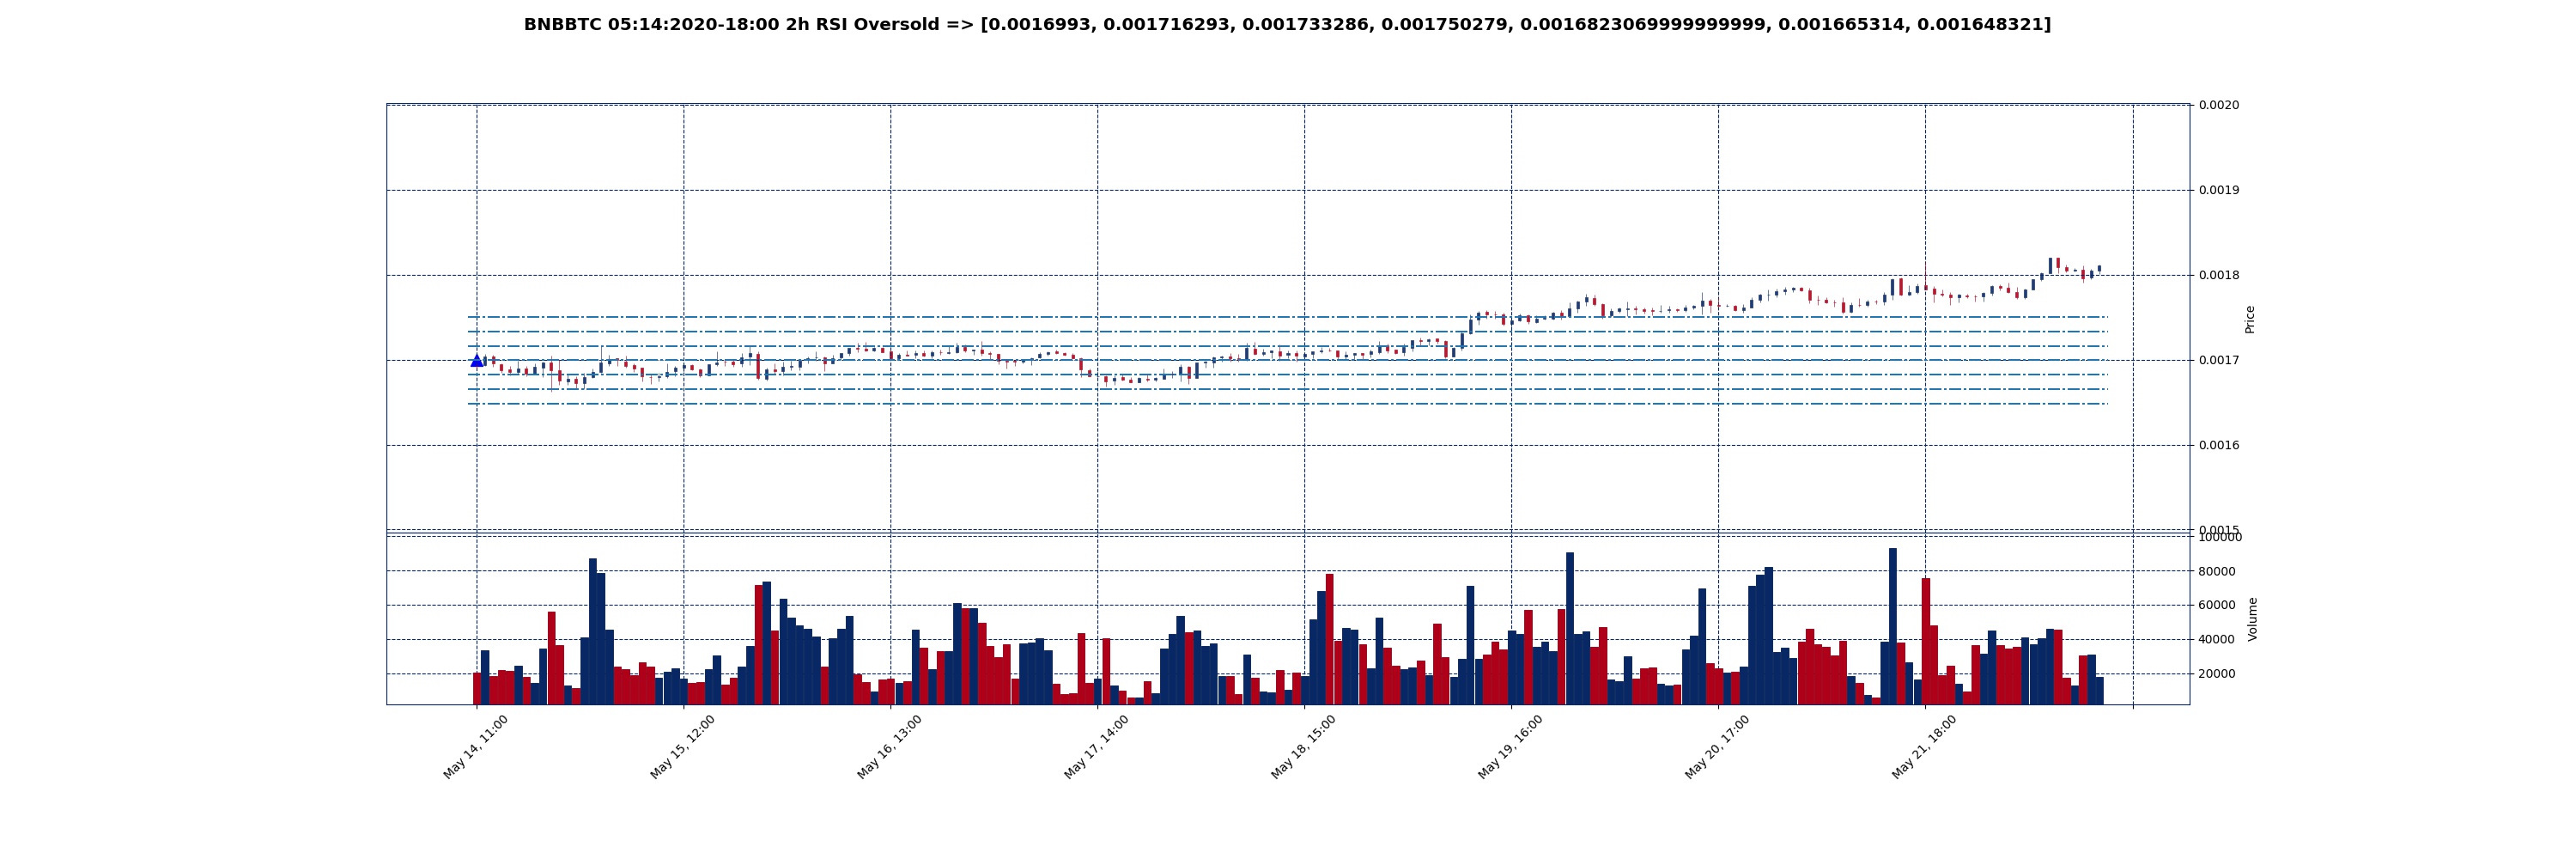 BNBBTC 05:14:2020-18:00 2h RSI Oversold => [0.0016993, 0.001716293, 0.001733286, 0.001750279, 0.0016823069999999999, 0.001665314, 0.001648321]
0.0020
0.0019
0.0018
0.0017
0.0016
0.0015
Price
100000
80000
60000
40000
20000
Volume
May 14, 11:00
May 15, 12:00
May 16, 13:00
May 17, 14:00
May 18, 15:00
May 19, 16:00
May 20, 17:00
May 21, 18:00